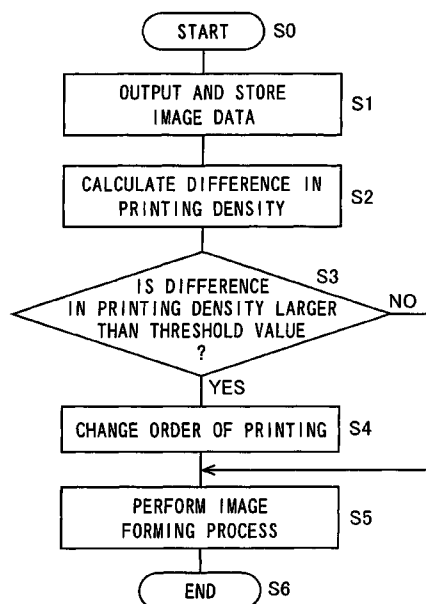 START S0
OUTPUT AND STORE
IMAGE DATA
S1
CALCULATE DIFFERENCE IN
PRINTING DENSITY
S2
S3
IS DIFFERENCE
IN PRINTING DENSITY LARGER
THAN THRESHOLD VALUE
?
NO
YES
CHANGE ORDER OF PRINTING S4
PERFORM IMAGE
FORMING PROCESS
S5
END S6